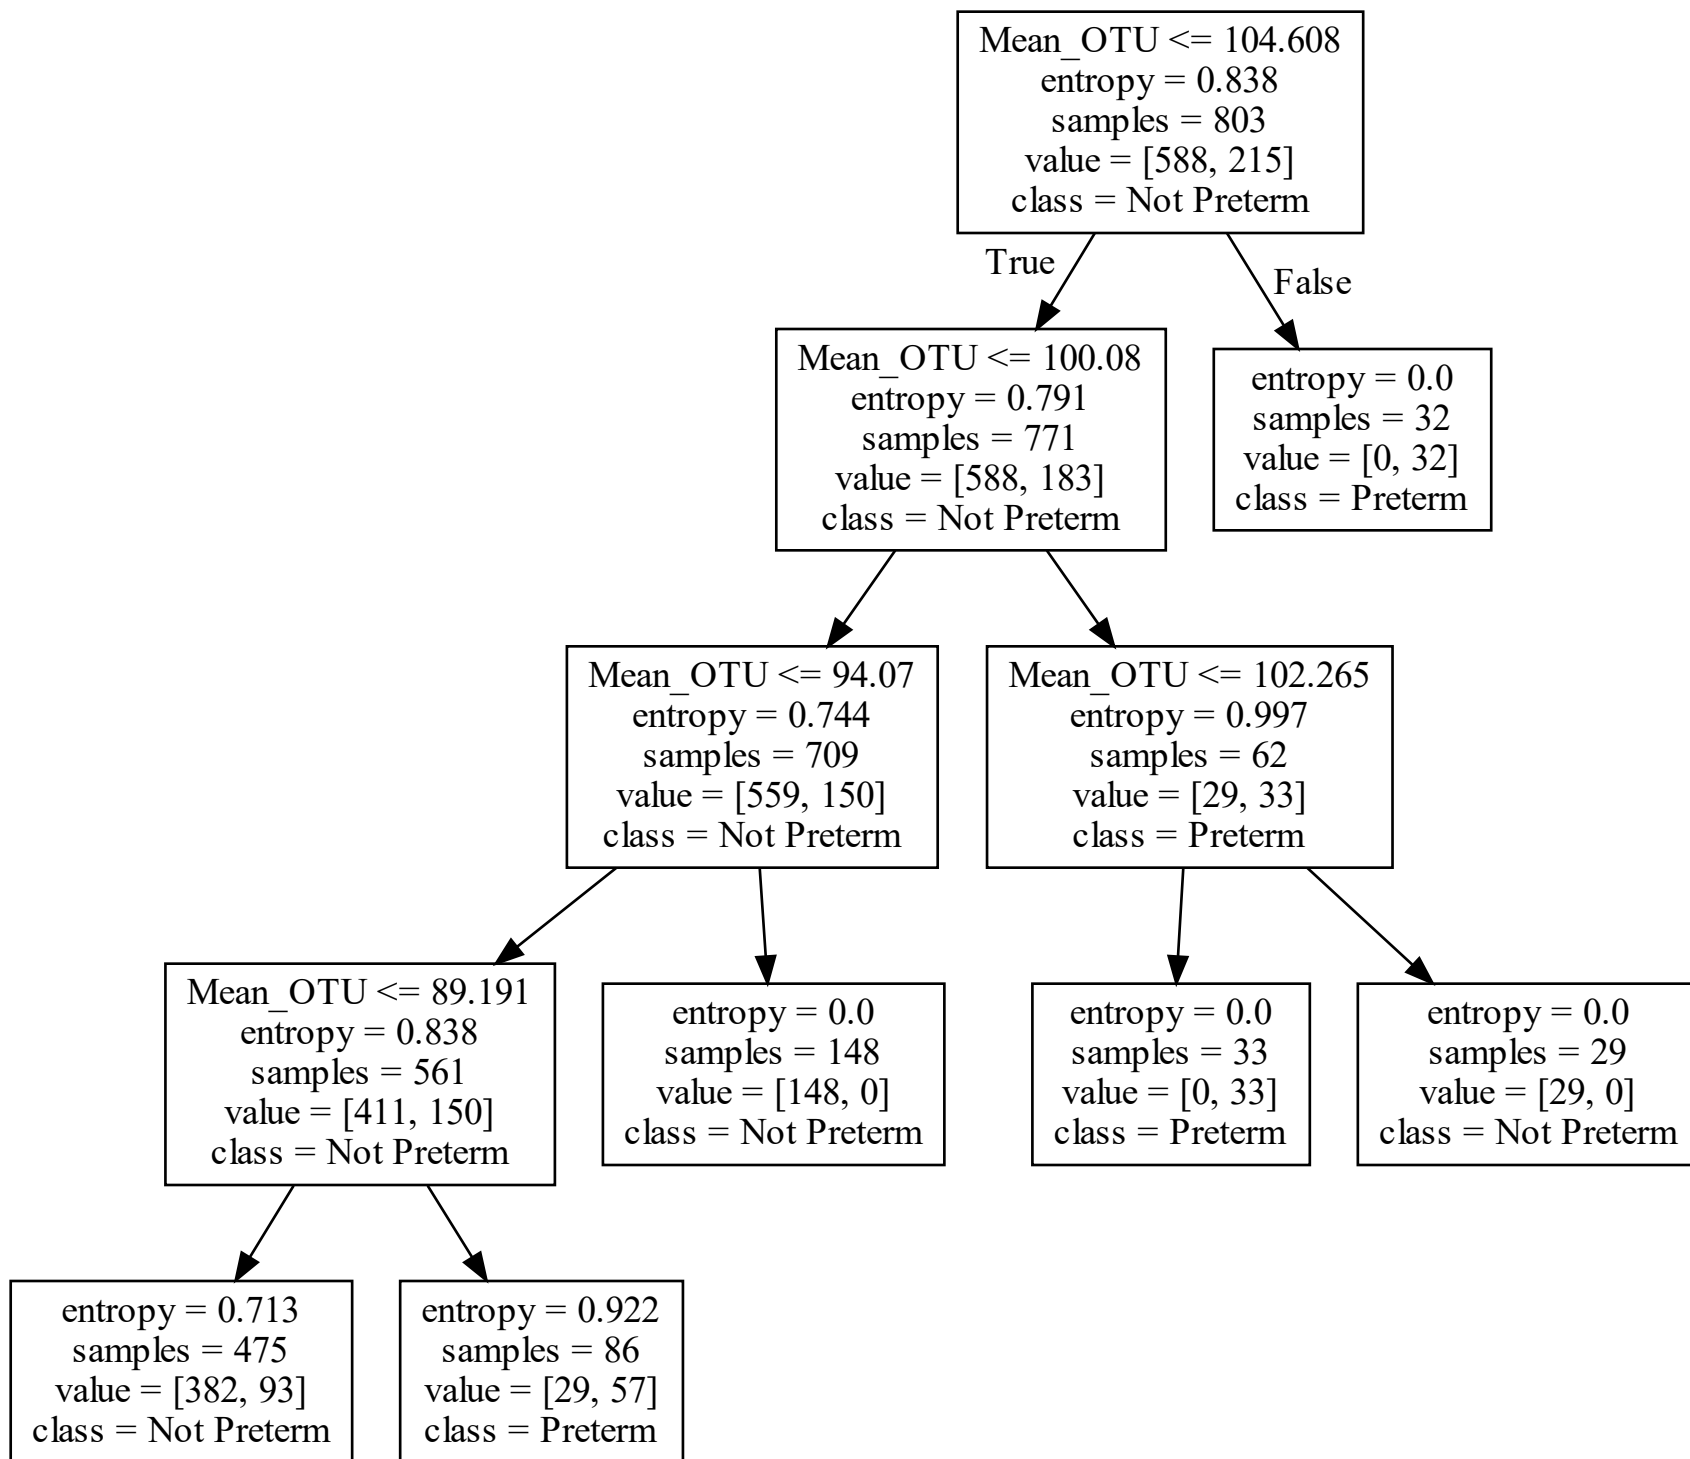 Mean_OTU <= 104.608
entropy = 0.838
samples = 803
value = [588, 215]
class = Not Preterm
True
False
Mean_OTU <= 100.08
entropy = 0.791
samples = 771
value = [588, 183]
class = Not Preterm
entropy = 0.0
samples = 32
value = [0, 32]
class = Preterm
Mean_OTU <= 94.07
entropy = 0.744
samples = 709
value = [559, 150]
class = Not Preterm
Mean_OTU <= 102.265
entropy = 0.997
samples = 62
value = [29, 33]
class = Preterm
Mean_OTU <= 89.191
entropy = 0.838
samples = 561
value = [411, 150]
class = Not Preterm
entropy = 0.0
samples = 148
value = [148, 0]
class = Not Preterm
entropy = 0.0
samples = 33
value = [0, 33]
class = Preterm
entropy = 0.0
samples = 29
value = [29, 0]
class = Not Preterm
entropy = 0.713
samples = 475
value = [382, 93]
class = Not Preterm
entropy = 0.922
samples = 86
value = [29, 57]
class = Preterm